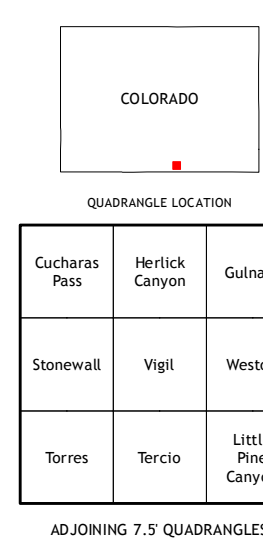 COLORADO
QUADRANGLE LOCATION
Cucharas
Pass
Herlick
Canyon
Stonewall
Vigil
Torres
Tercio
ADJOINING 7.5' QUADRANGLES